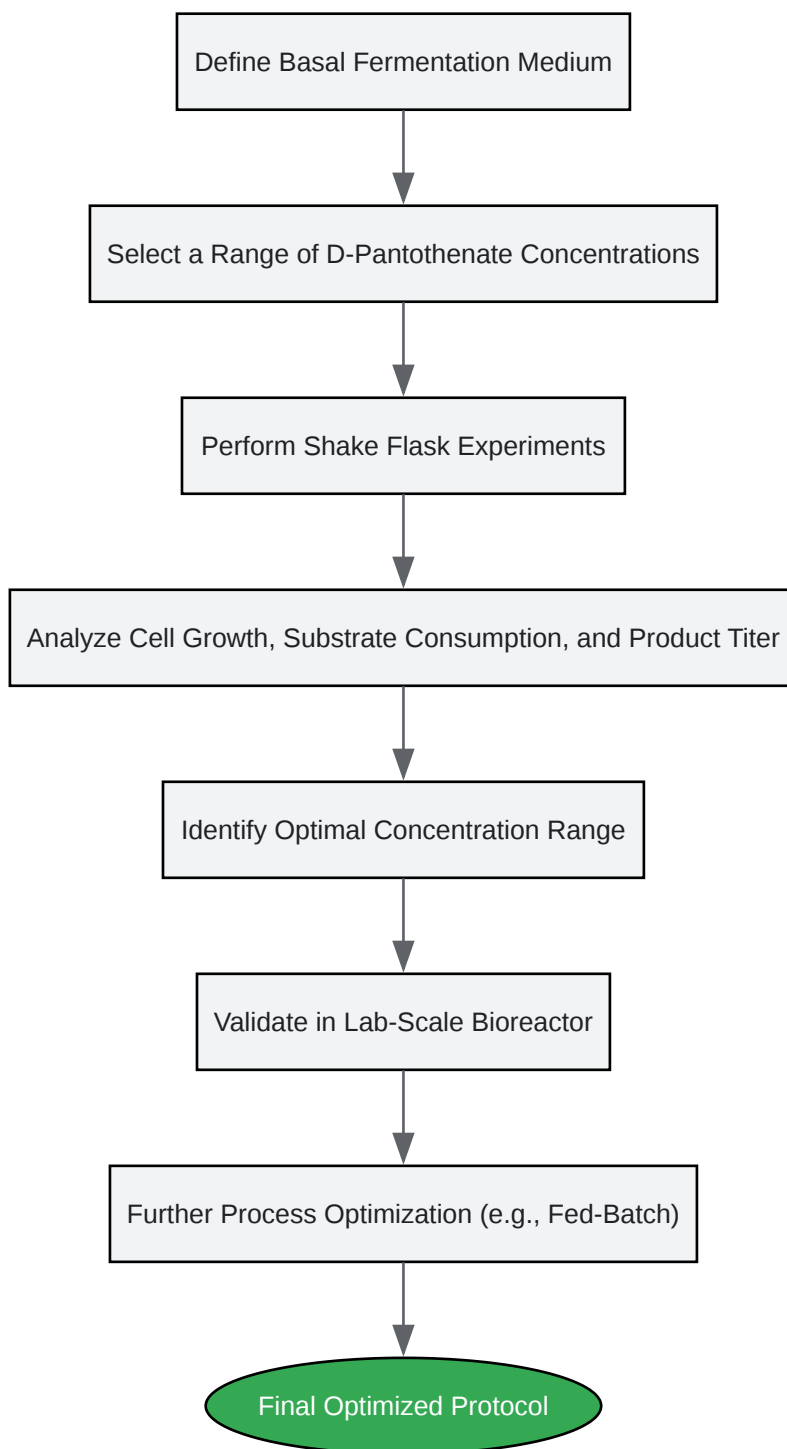 Define Basal Fermentation Medium
Select a Range of D-Pantothenate Concentrations
Perform Shake Flask Experiments
Analyze Cell Growth, Substrate Consumption, and Product Titer
Identify Optimal Concentration Range
Validate in Lab-Scale Bioreactor
Further Process Optimization (e.g., Fed-Batch)
Final Optimized Protocol